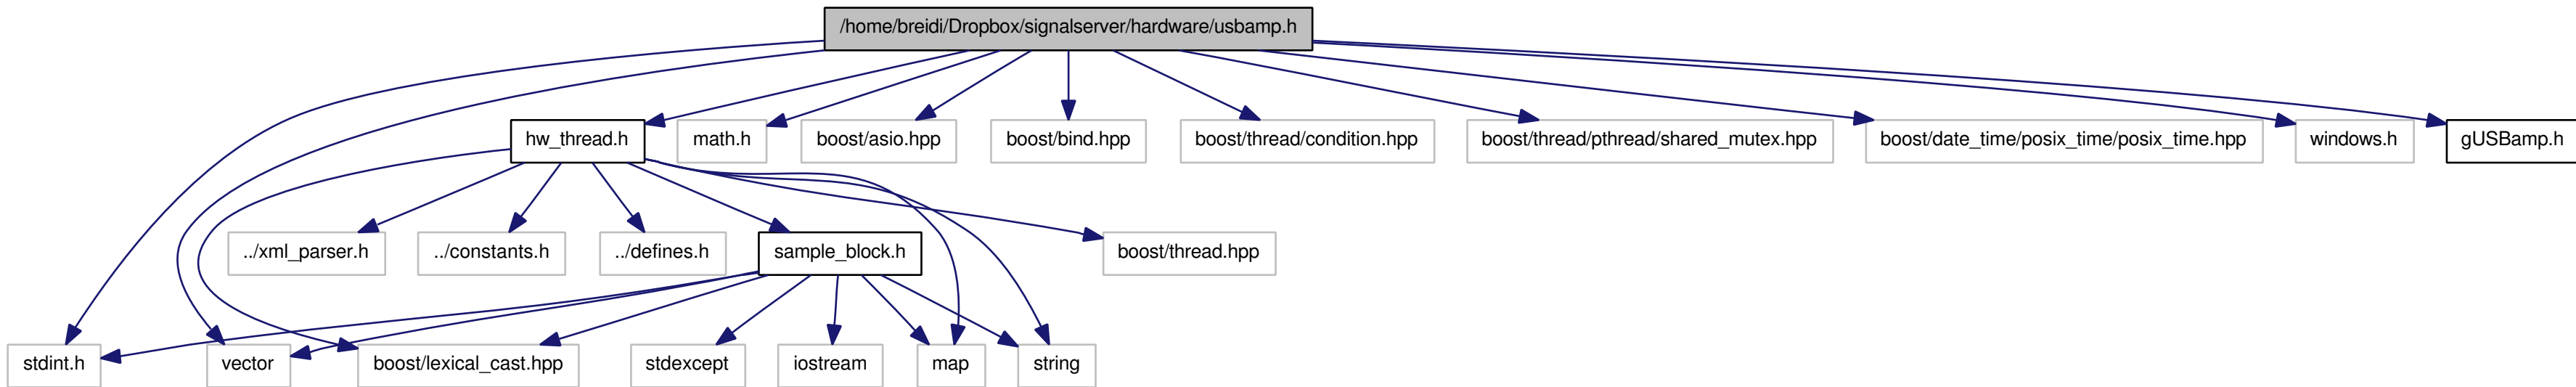 /home/breidi/Dropbox/signalserver/hardware/usbamp.h
hw_thread.h
math.h
boost/asio.hpp
boost/bind.hpp
boost/thread/condition.hpp
boost/thread/pthread/shared_mutex.hpp
boost/date_time/posix_time/posix_time.hpp
windows.h
gUSBamp.h
../xml_parser.h
../constants.h
../defines.h
sample_block.h
boost/thread.hpp
stdint.h
vector
boost/lexical_cast.hpp
stdexcept
iostream
map
string